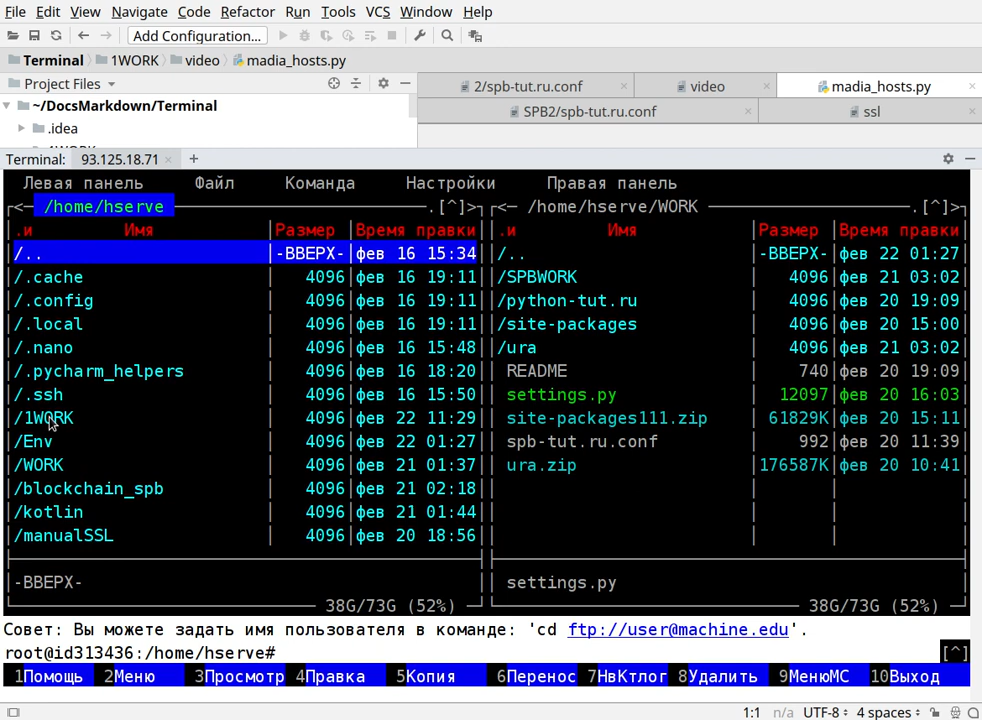 File Edit View Navigate Code Refactor Run Tools VCS Window Help
Add Configuration...
Terminal 1WORK video madia_hosts.py
Project Files 2/spb-tut.ru.conf video madia_hosts.py
~/DocsMarkdown/Terminal SPB2/spb-tut.ru.conf ssl
.idea
Terminal: 93.125.18.71 × +
Левая панель Файл Команда Настройки Правая панель
<─ /home/hserve .[^]> <─ /home/hserve/WORK .[^]>
.и Имя Размер Время правки .и Имя Размер Время правки
/.. -ВВЕРХ- фев 16 15:34 /.. -ВВЕРХ- фев 22 01:27
/.cache 4096 фев 16 19:11 /SPBWORK 4096 фев 21 03:02
/.config 4096 фев 16 19:11 /python-tut.ru 4096 фев 20 19:09
/.local 4096 фев 16 19:11 /site-packages 4096 фев 20 15:00
/.nano 4096 фев 16 15:48 /ura 4096 фев 21 03:02
/.pycharm_helpers 4096 фев 16 18:20 README 740 фев 20 19:09
/.ssh 4096 фев 16 15:50 settings.py 12097 фев 20 16:03
/1WORK 4096 фев 22 11:29 site-packages111.zip 61829K фев 20 15:11
/Env 4096 фев 22 01:27 spb-tut.ru.conf 992 фев 20 11:39
/WORK 4096 фев 21 01:37 ura.zip 176587K фев 20 10:41
/blockchain_spb 4096 фев 21 02:18
/kotlin 4096 фев 21 01:44
/manualSSL 4096 фев 20 18:56
-ВВЕРХ- settings.py
38G/73G (52%) 38G/73G (52%)
Совет: Вы можете задать имя пользователя в команде: 'cd ftp://user@machine.edu'.
root@id313436:/home/hserve# [^]
1Помощь 2Меню 3Просмотр 4Правка 5Копия 6Перенос 7НвКтлог 8Удалить 9МенюМС 10Выход
1:1 n/a UTF-8 4 spaces